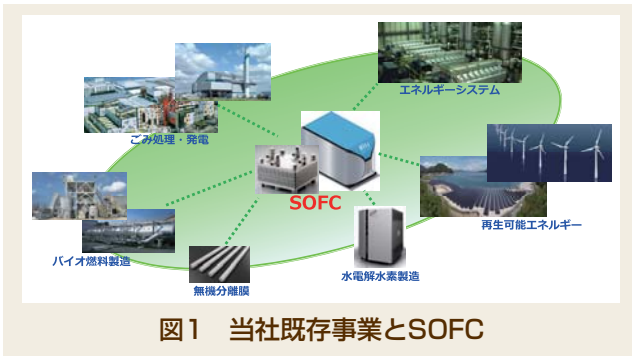 エネルギーシステム
ごみ処理・発電
SOFC
再生可能エネルギー
バイオ燃料製造
水電解水素製造
無機分離膜
図1 当社既存事業とSOFC